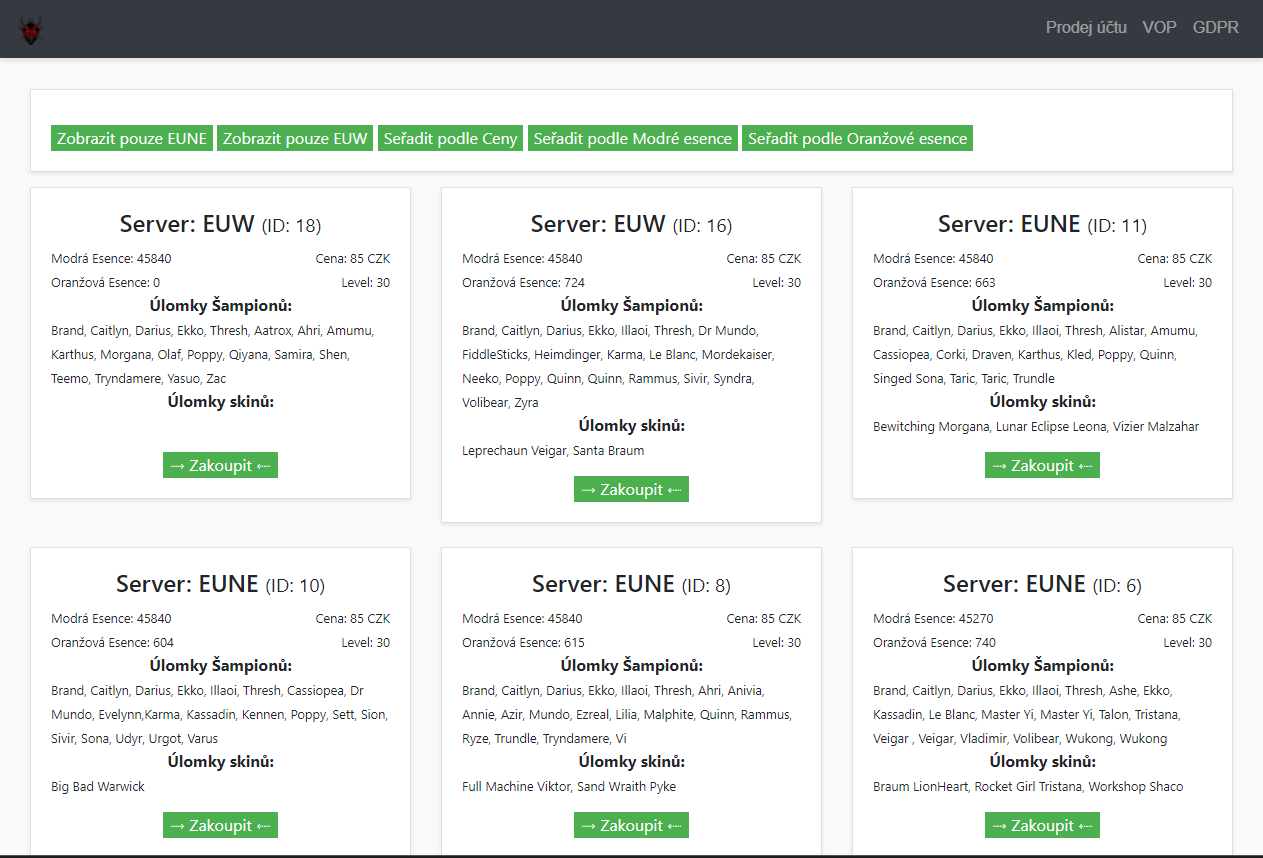 Prodej účtu VOP GDPR
Zobrazit pouze EUNE Zobrazit pouze EUW Seřadit podle Ceny Seřadit podle Modré esence Seřadit podle Oranžové esence
Server: EUW (ID: 18)
Modrá Esence: 45840 Cena: 85 CZK
Oranžová Esence: 0 Level: 30
Úlomky Šampionů:
Brand, Caitlyn, Darius, Ekko, Thresh, Aatrox, Ahri, Amumu,
Karthus, Morgana, Olaf, Poppy, Qiyana, Samira, Shen,
Teemo, Tryndamere, Yasuo, Zac
Úlomky skinů:
⤑ Zakoupit ⬸
Server: EUW (ID: 16)
Modrá Esence: 45840 Cena: 85 CZK
Oranžová Esence: 724 Level: 30
Úlomky Šampionů:
Brand, Caitlyn, Darius, Ekko, Illaoi, Thresh, Dr Mundo,
FiddleSticks, Heimdinger, Karma, Le Blanc, Mordekaiser,
Neeko, Poppy, Quinn, Quinn, Rammus, Sivir, Syndra,
Volibear, Zyra
Úlomky skinů:
Leprechaun Veigar, Santa Braum
⤑ Zakoupit ⬸
Server: EUNE (ID: 11)
Modrá Esence: 45840 Cena: 85 CZK
Oranžová Esence: 663 Level: 30
Úlomky Šampionů:
Brand, Caitlyn, Darius, Ekko, Illaoi, Thresh, Alistar, Amumu,
Cassiopea, Corki, Draven, Karthus, Kled, Poppy, Quinn,
Singed Sona, Taric, Taric, Trundle
Úlomky skinů:
Bewitching Morgana, Lunar Eclipse Leona, Vizier Malzahar
⤑ Zakoupit ⬸
Server: EUNE (ID: 10)
Modrá Esence: 45840 Cena: 85 CZK
Oranžová Esence: 604 Level: 30
Úlomky Šampionů:
Brand, Caitlyn, Darius, Ekko, Illaoi, Thresh, Cassiopea, Dr
Mundo, Evelynn,Karma, Kassadin, Kennen, Poppy, Sett, Sion,
Sivir, Sona, Udyr, Urgot, Varus
Úlomky skinů:
Big Bad Warwick
⤑ Zakoupit ⬸
Server: EUNE (ID: 8)
Modrá Esence: 45840 Cena: 85 CZK
Oranžová Esence: 615 Level: 30
Úlomky Šampionů:
Brand, Caitlyn, Darius, Ekko, Illaoi, Thresh, Ahri, Anivia,
Annie, Azir, Mundo, Ezreal, Lilia, Malphite, Quinn, Rammus,
Ryze, Trundle, Tryndamere, Vi
Úlomky skinů:
Full Machine Viktor, Sand Wraith Pyke
⤑ Zakoupit ⬸
Server: EUNE (ID: 6)
Modrá Esence: 45270 Cena: 85 CZK
Oranžová Esence: 740 Level: 30
Úlomky Šampionů:
Brand, Caitlyn, Darius, Ekko, Illaoi, Thresh, Ashe, Ekko,
Kassadin, Le Blanc, Master Yi, Master Yi, Talon, Tristana,
Veigar , Veigar, Vladimir, Volibear, Wukong, Wukong
Úlomky skinů:
Braum LionHeart, Rocket Girl Tristana, Workshop Shaco
⤑ Zakoupit ⬸